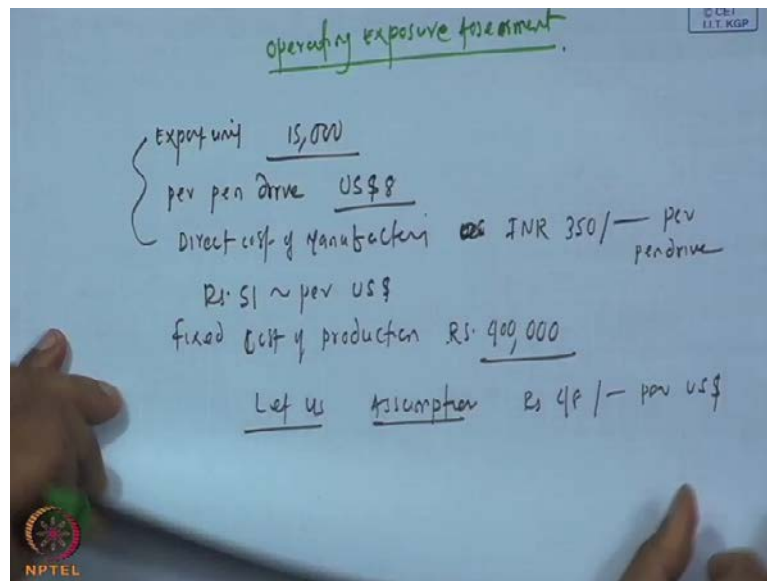 © CET
I.I.T. KGP
Operating Exposure Assessment.
Export unit 15,000
per pen drive US $ 8
Direct cost of Manufacturi INR 350/— per
pendrive
Rs. 51 ~ per US $
fixed Cost of production Rs. 900,000
Let us Assumption Rs 48 /— per US $
NPTEL